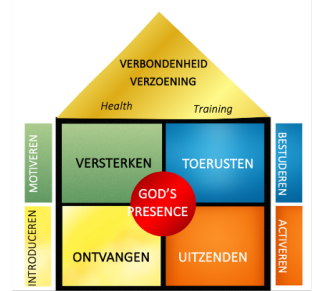 VERBONDENHEID
VERZOENING
Health
Training
MOTIVEREN
VERSTERKEN
TOERUSTEN
BESTUDEREN
GOD'S
PRESENCE
INTRODUCEREN
ONTVANGEN
UITZENDEN
ACTIVEREN